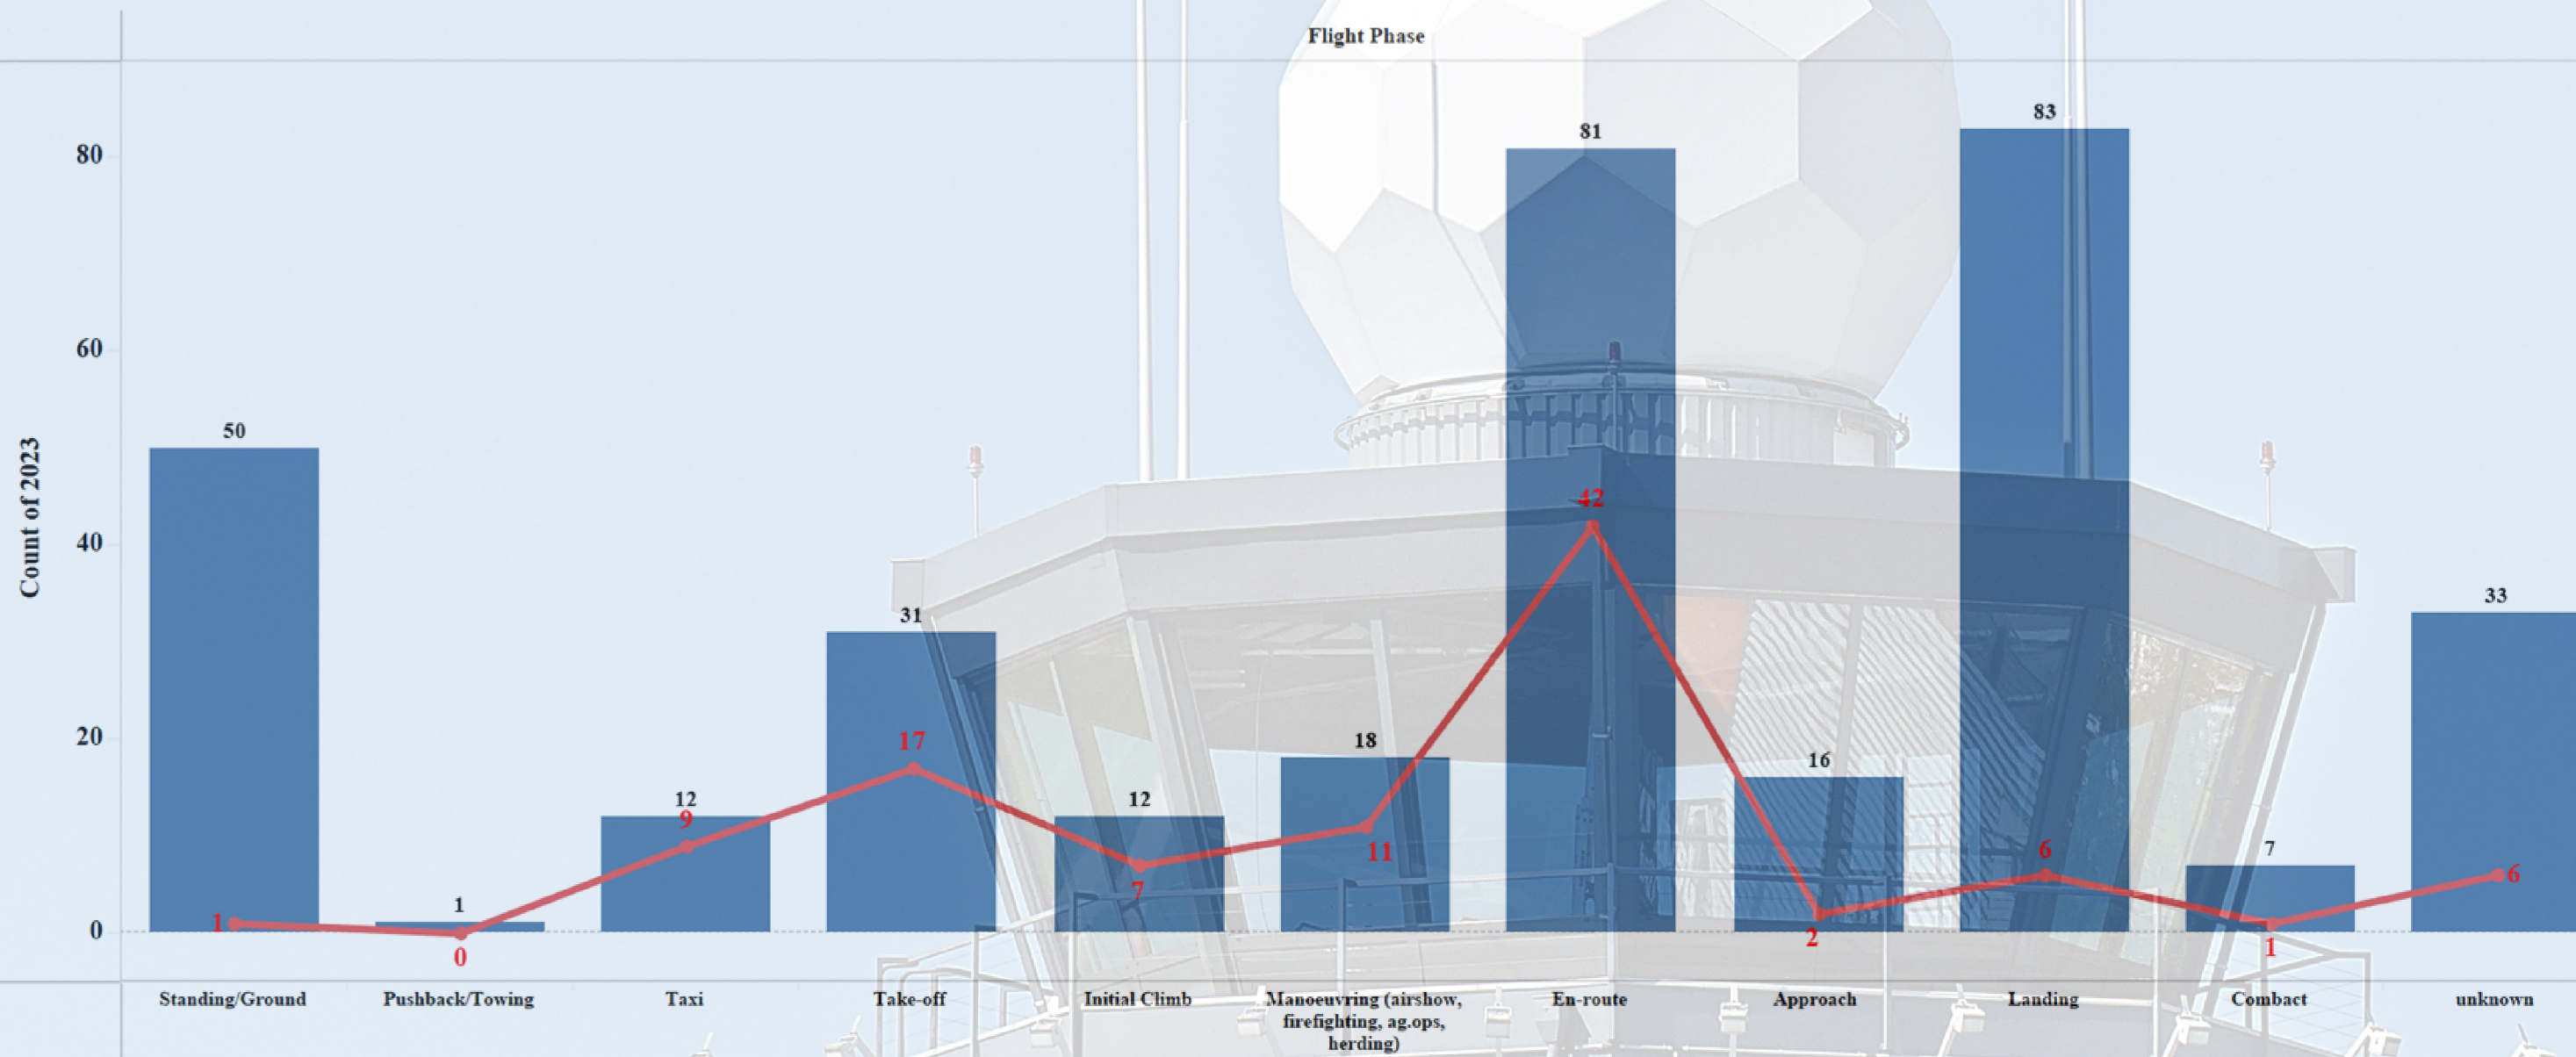 Flight Phase
Count of 2023
80
60
40
20
0
50
1
12
31
12
18
81
16
83
7
33
1
0
9
17
7
11
42
2
6
1
6
Standing/Ground
Pushback/Towing
Taxi
Take-off
Initial Climb
Manoeuvring (airshow,
firefighting, ag.ops,
herding)
En-route
Approach
Landing
Combact
unknown